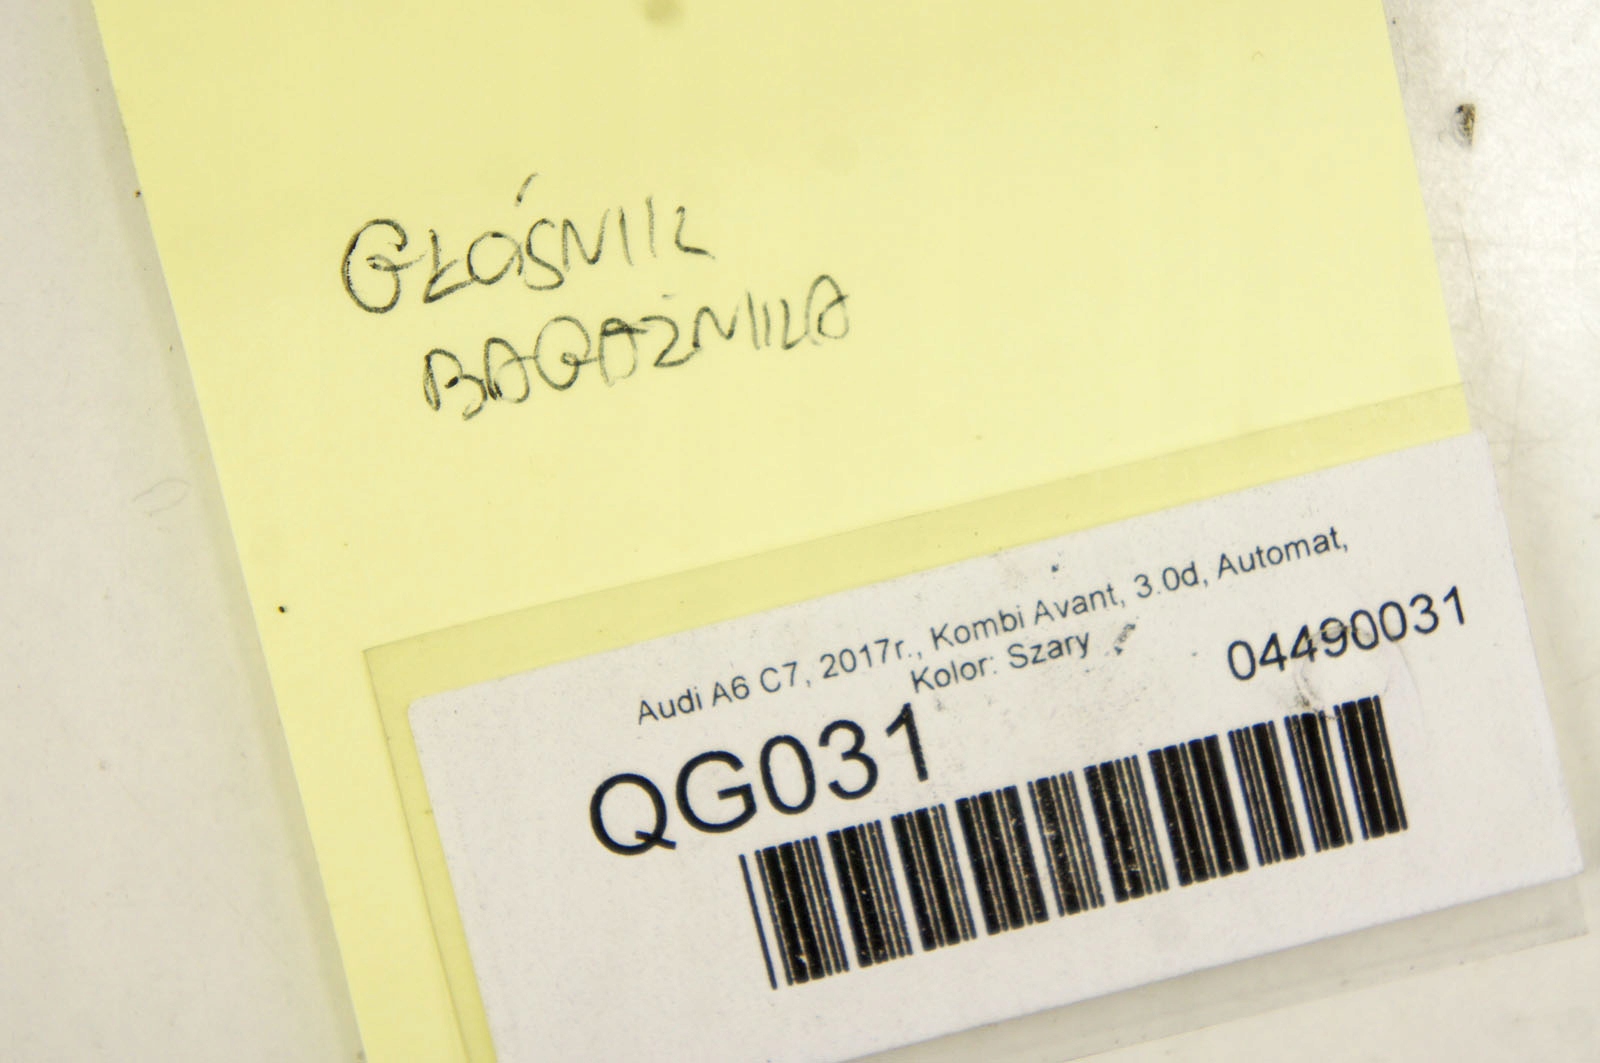 GŁOŚNIK
BAGAŻNIKA
Audi A6 C7, 2017r., Kombi Avant, 3.0d, Automat,
Kolor: Szary
04490031
QG031